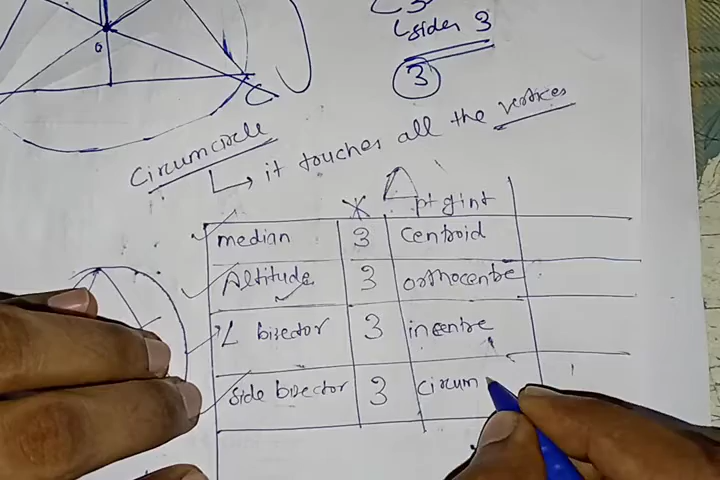 (sides 3
3
O
C
Circumcircle
it touches all the vertices
pt of int
median 3 Centroid
Altitude 3 orthocentre
L bisector 3 incentre
side bisector 3 Circum